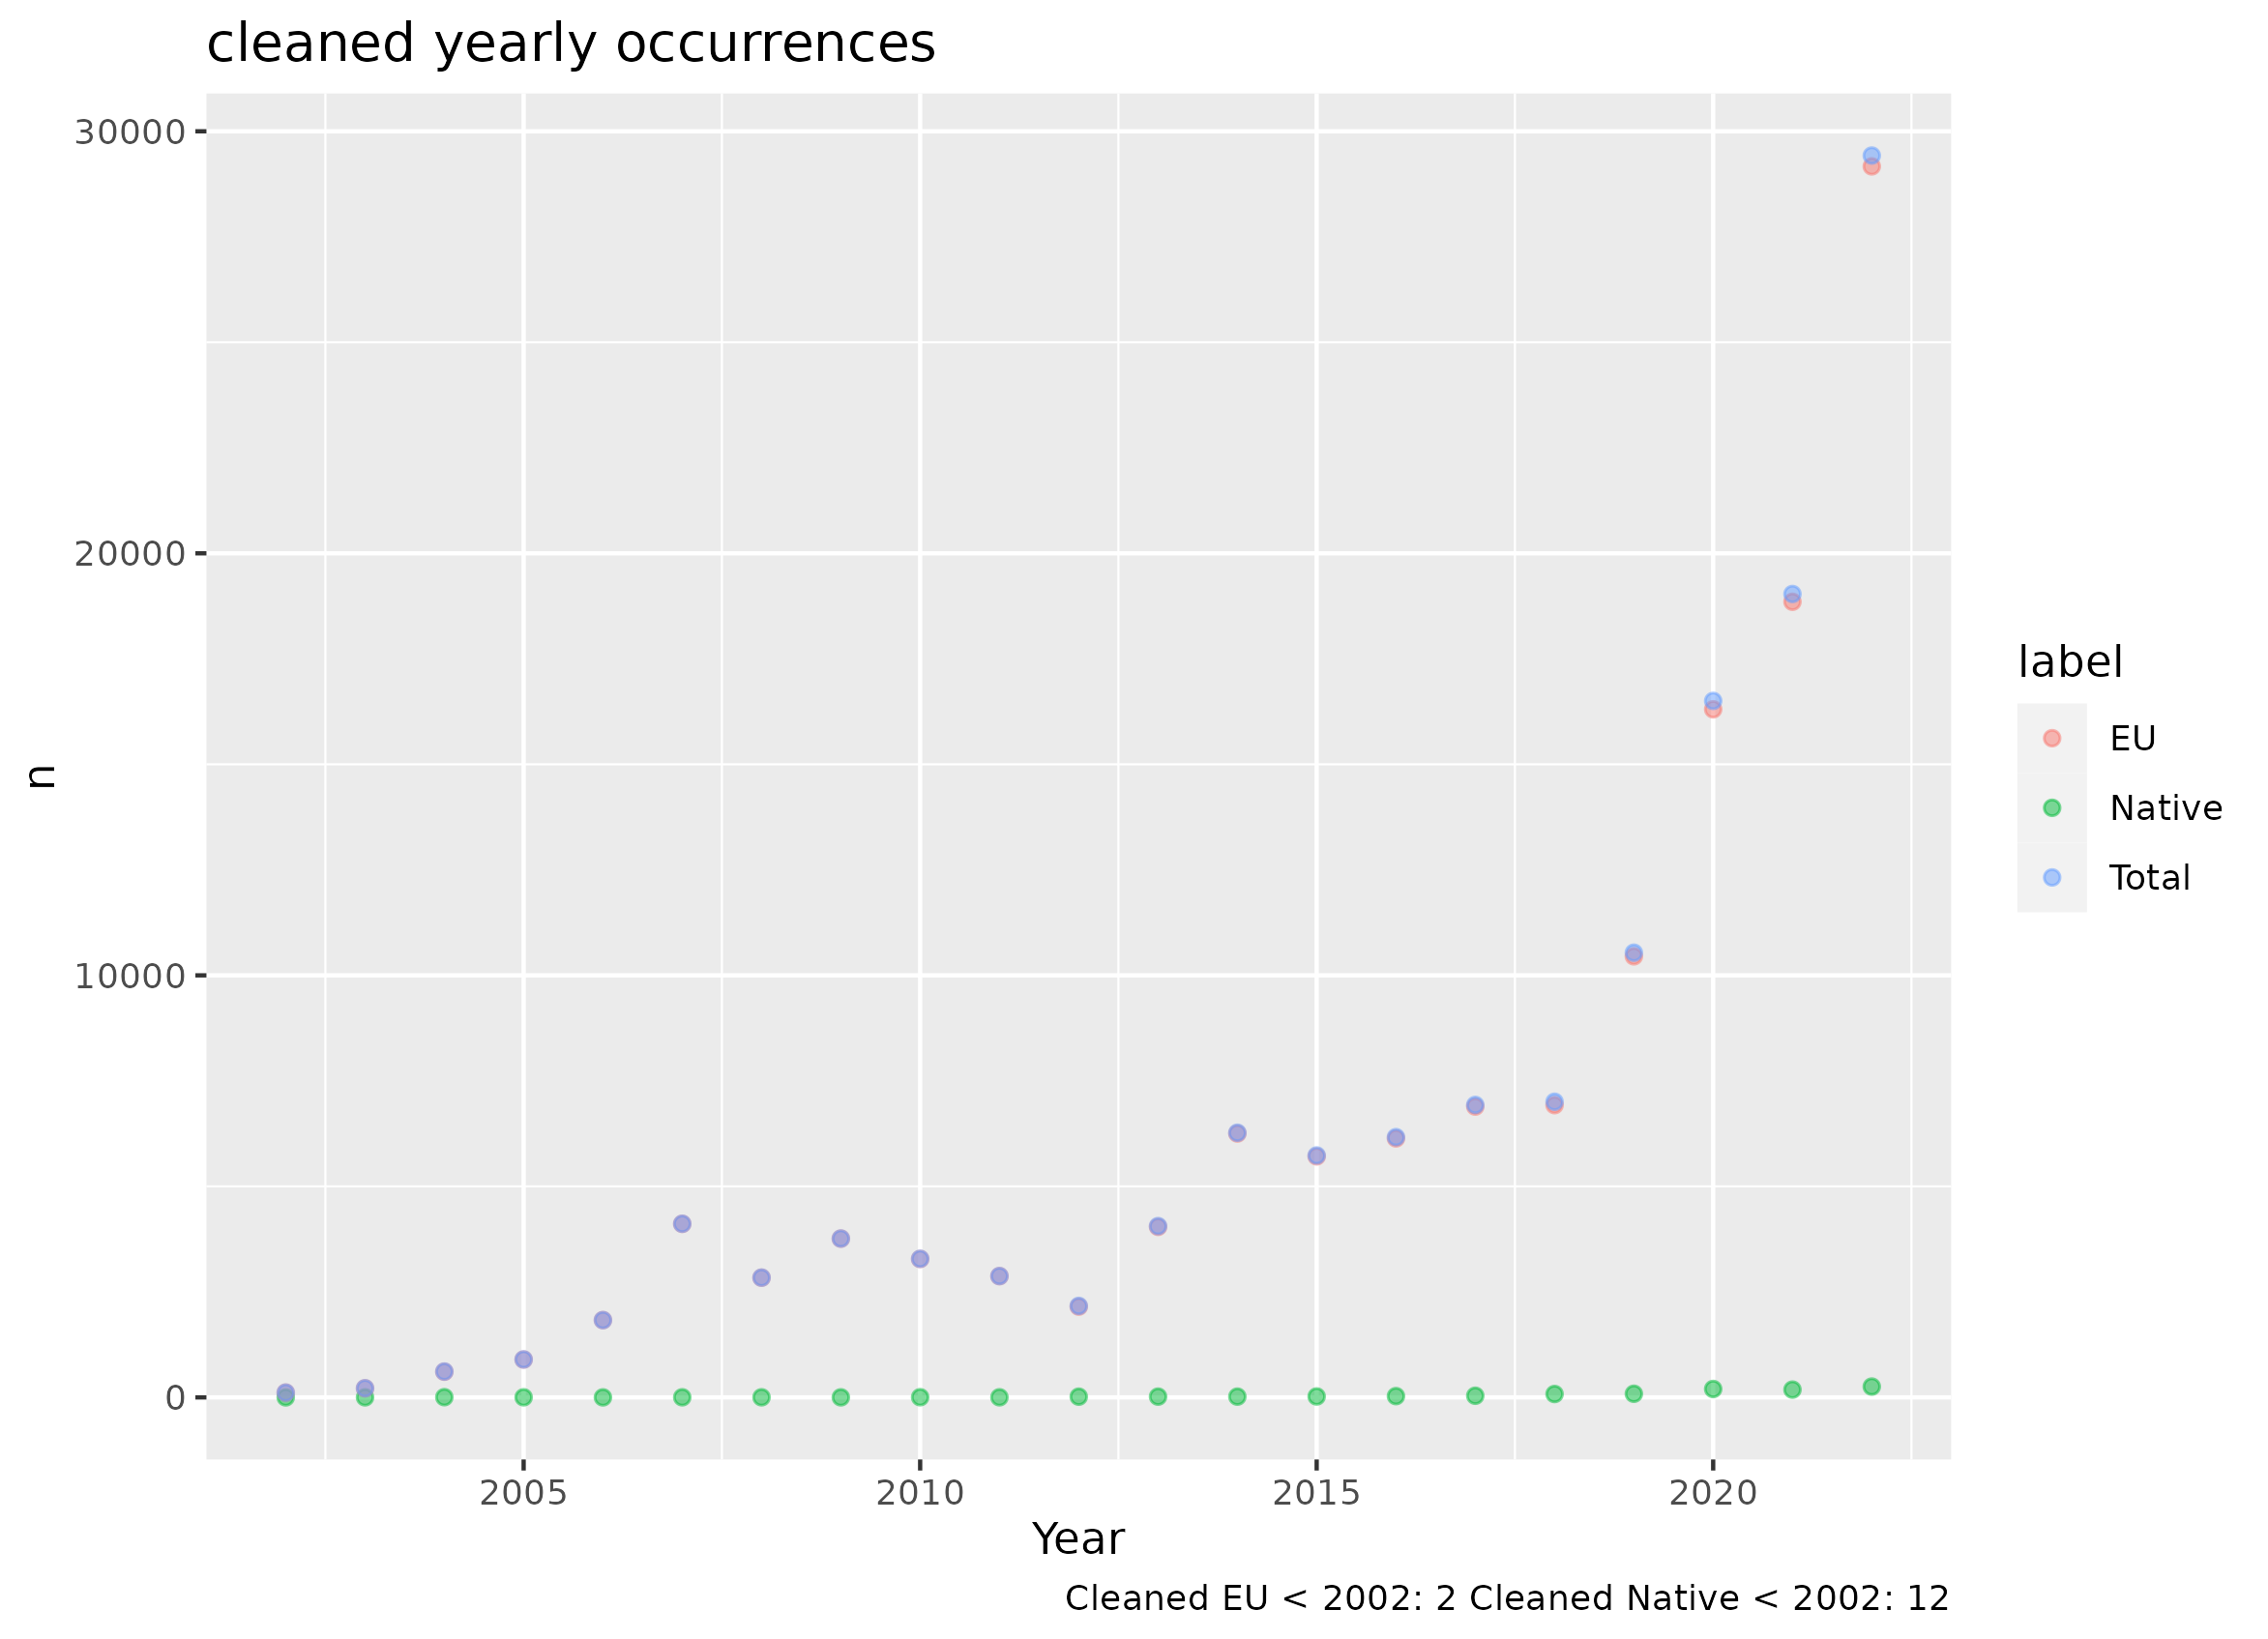 cleaned yearly occurrences
30000
20000
10000
0
n
2005 2010 2015 2020
Year
label
EU
Native
Total
Cleaned EU < 2002: 2 Cleaned Native < 2002: 12